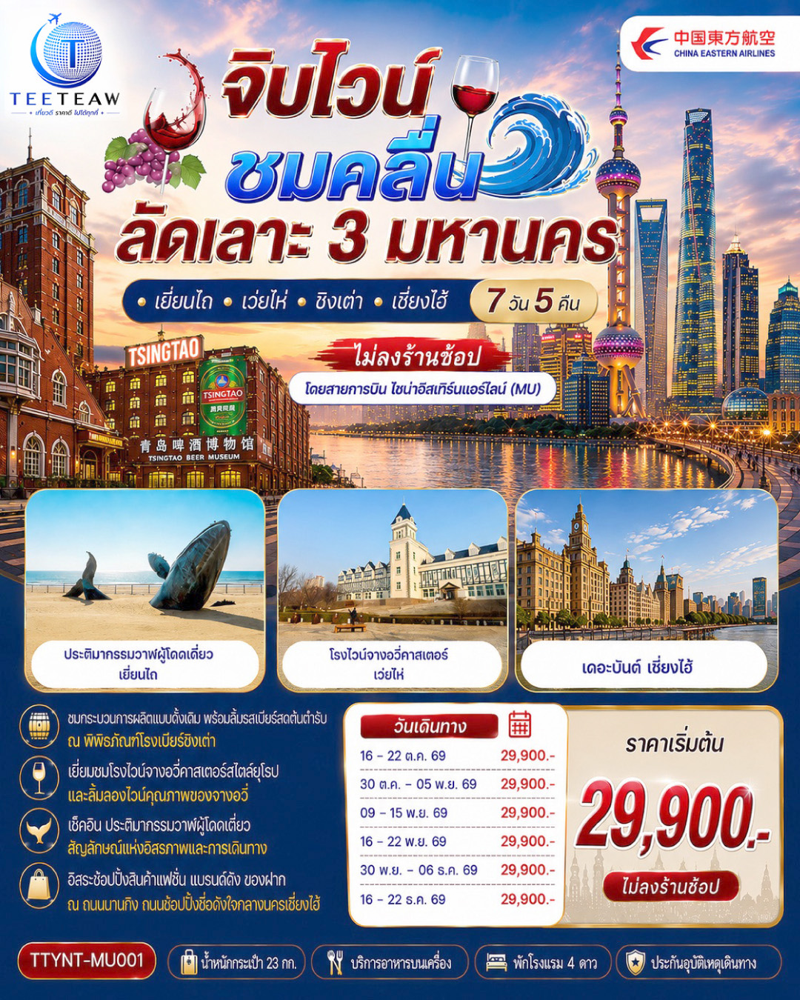 TEETEAW
เที่ยวดี ราคาดี ไปได้ทุกที่
中国東方航空
CHINA EASTERN AIRLINES
จิบไวน์
ชมคลื่น
ลัดเลาะ 3 มหานคร
• เยี่ยนไถ • เว่ยไห่ • ชิงเต่า • เซี่ยงไฮ้
7 วัน 5 คืน
ไม่ลงร้านช้อป
โดยสายการบิน ไชน่าอีสเทิร์นแอร์ไลน์ (MU)
TSINGTAO
TSINGTAO
青岛啤酒博物馆
TSINGTAO BEER MUSEUM
ประติมากรรมวาฬผู้โดดเดี่ยว
เยี่ยนไถ
โรงไวน์จางอวี่คาสเตอร์
เว่ยไห่
เดอะบันด์ เซี่ยงไฮ้
ชมกระบวนการผลิตแบบดั้งเดิม พร้อมลิ้มรสเบียร์สดต้นตำรับ
ณ พิพิธภัณฑ์โรงเบียร์ชิงเต่า
เยี่ยมชมโรงไวน์จางอวี่คาสเตอร์สไตล์ยุโรป
และลิ้มลองไวน์คุณภาพของจางอวี่
เช็คอิน ประติมากรรมวาฬผู้โดดเดี่ยว
สัญลักษณ์แห่งอิสรภาพและการเดินทาง
อิสระช้อปปิ้งสินค้าแฟชั่น แบรนด์ดัง ของฝาก
ณ ถนนนานกิง ถนนช้อปปิ้งชื่อดังใจกลางนครเซี่ยงไฮ้
วันเดินทาง
16 - 22 ต.ค. 69 29,900.-
30 ต.ค. - 05 พ.ย. 69 29,900.-
09 - 15 พ.ย. 69 29,900.-
16 - 22 พ.ย. 69 29,900.-
30 พ.ย. - 06 ธ.ค. 69 29,900.-
16 - 22 ธ.ค. 69 29,900.-
ราคาเริ่มต้น
29,900.-
ไม่ลงร้านช้อป
TTYNT-MU001
น้ำหนักกระเป๋า 23 กก.
บริการอาหารบนเครื่อง
พักโรงแรม 4 ดาว
ประกันอุบัติเหตุเดินทาง